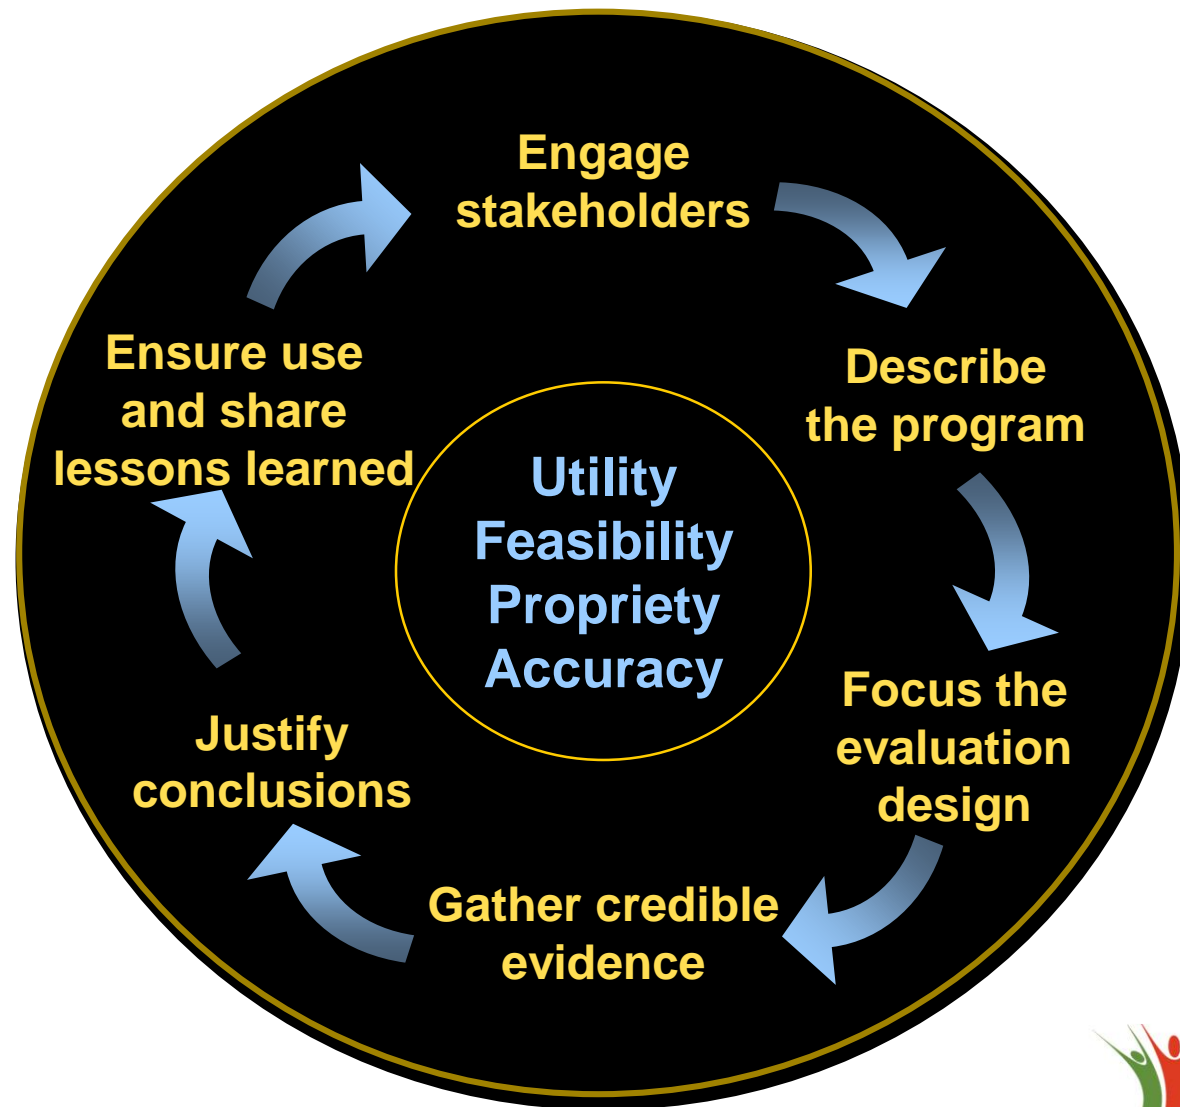 Engage
stakeholders
Describe
the program
Focus the
evaluation
design
Gather credible
evidence
Justify
conclusions
Ensure use
and share
lessons learned
Utility
Feasibility
Propriety
Accuracy